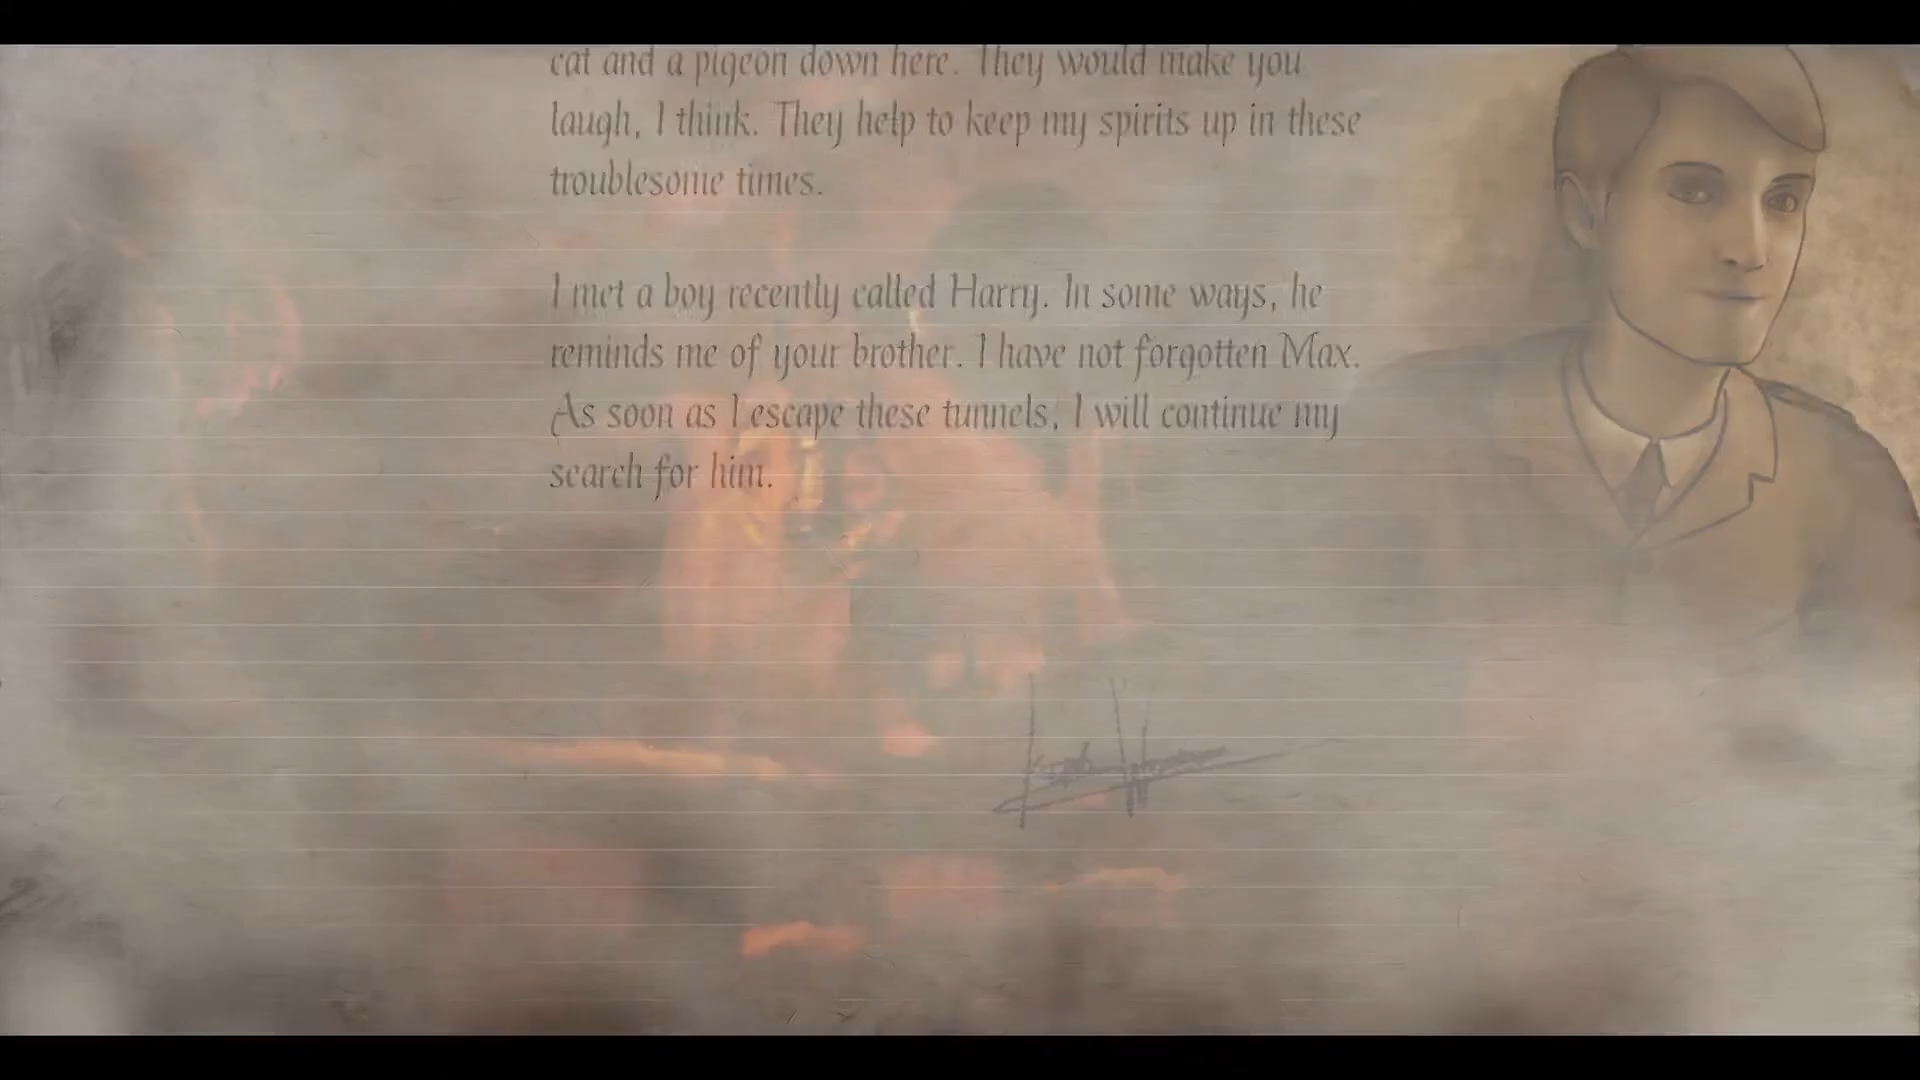 cat and a pigeon down here. They would make you
laugh, I think. They help to keep my spirits up in these
troublesome times.
I met a boy recently called Harry. In some ways, he
reminds me of your brother. I have not forgotten Max.
As soon as I escape these tunnels, I will continue my
search for him.